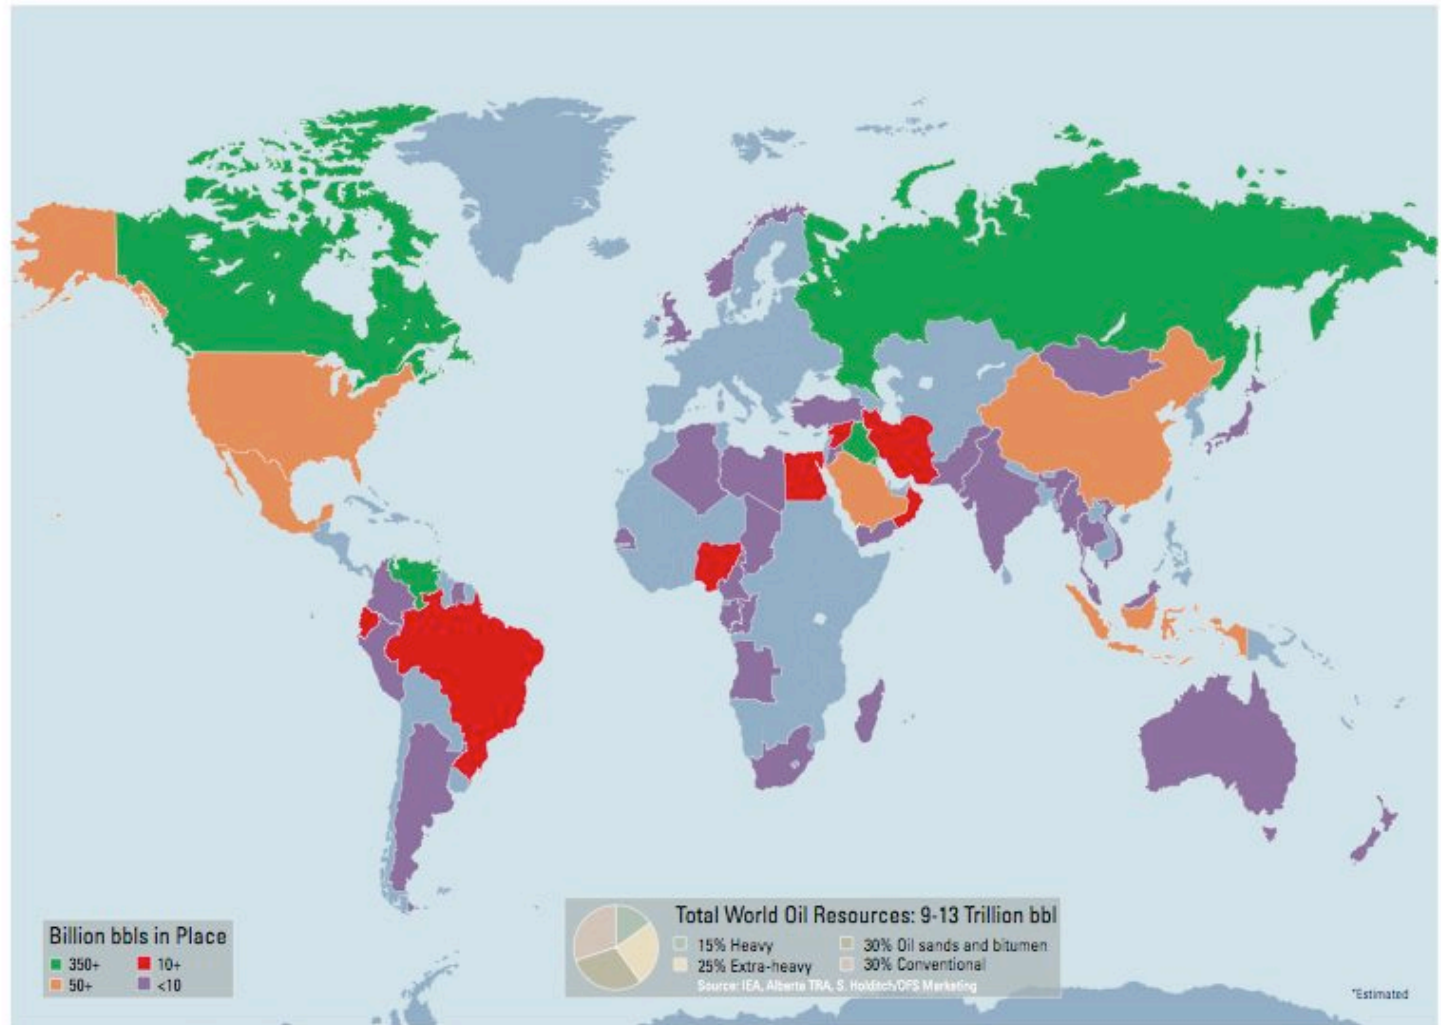 Billion bbls in Place
350+ 10+
50+ <10
Total World Oil Resources: 9-13 Trillion bbl
15% Heavy 30% Oil sands and bitumen
25% Extra-heavy 30% Conventional
Source: IEA, Alberta TRA, S. Holditch/OFS Marketing
*Estimated